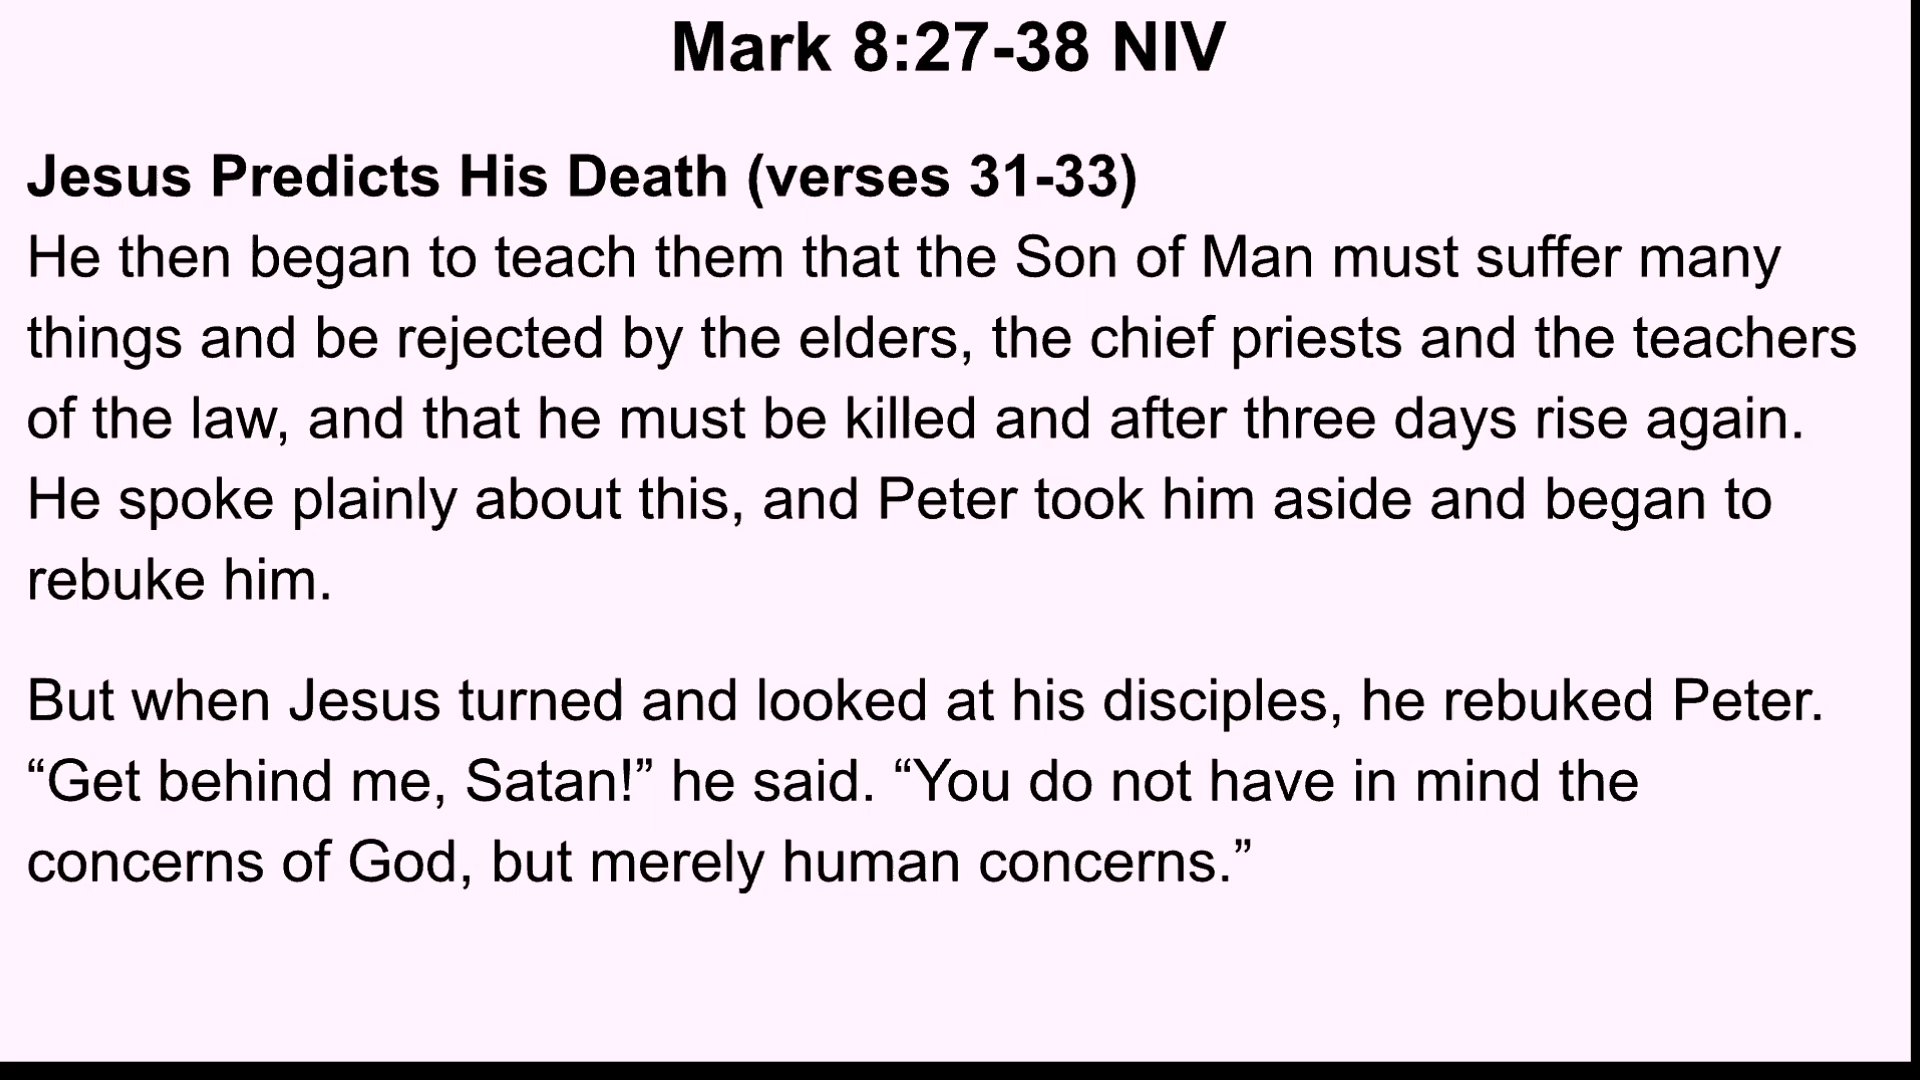 Mark 8:27-38 NIV
Jesus Predicts His Death (verses 31-33)
He then began to teach them that the Son of Man must suffer many
things and be rejected by the elders, the chief priests and the teachers
of the law, and that he must be killed and after three days rise again.
He spoke plainly about this, and Peter took him aside and began to
rebuke him.
But when Jesus turned and looked at his disciples, he rebuked Peter.
“Get behind me, Satan!” he said. “You do not have in mind the
concerns of God, but merely human concerns.”